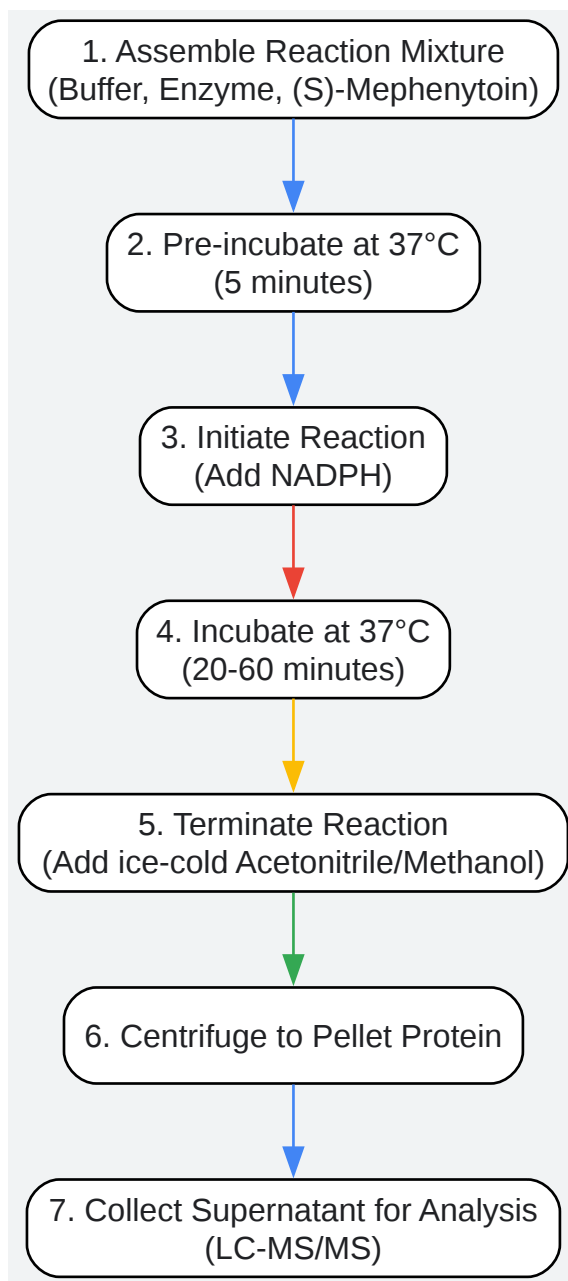 1. Assemble Reaction Mixture
(Buffer, Enzyme, (S)-Mephenytoin)
2. Pre-incubate at 37°C
(5 minutes)
3. Initiate Reaction
(Add NADPH)
4. Incubate at 37°C
(20-60 minutes)
5. Terminate Reaction
(Add ice-cold Acetonitrile/Methanol)
6. Centrifuge to Pellet Protein
7. Collect Supernatant for Analysis
(LC-MS/MS)